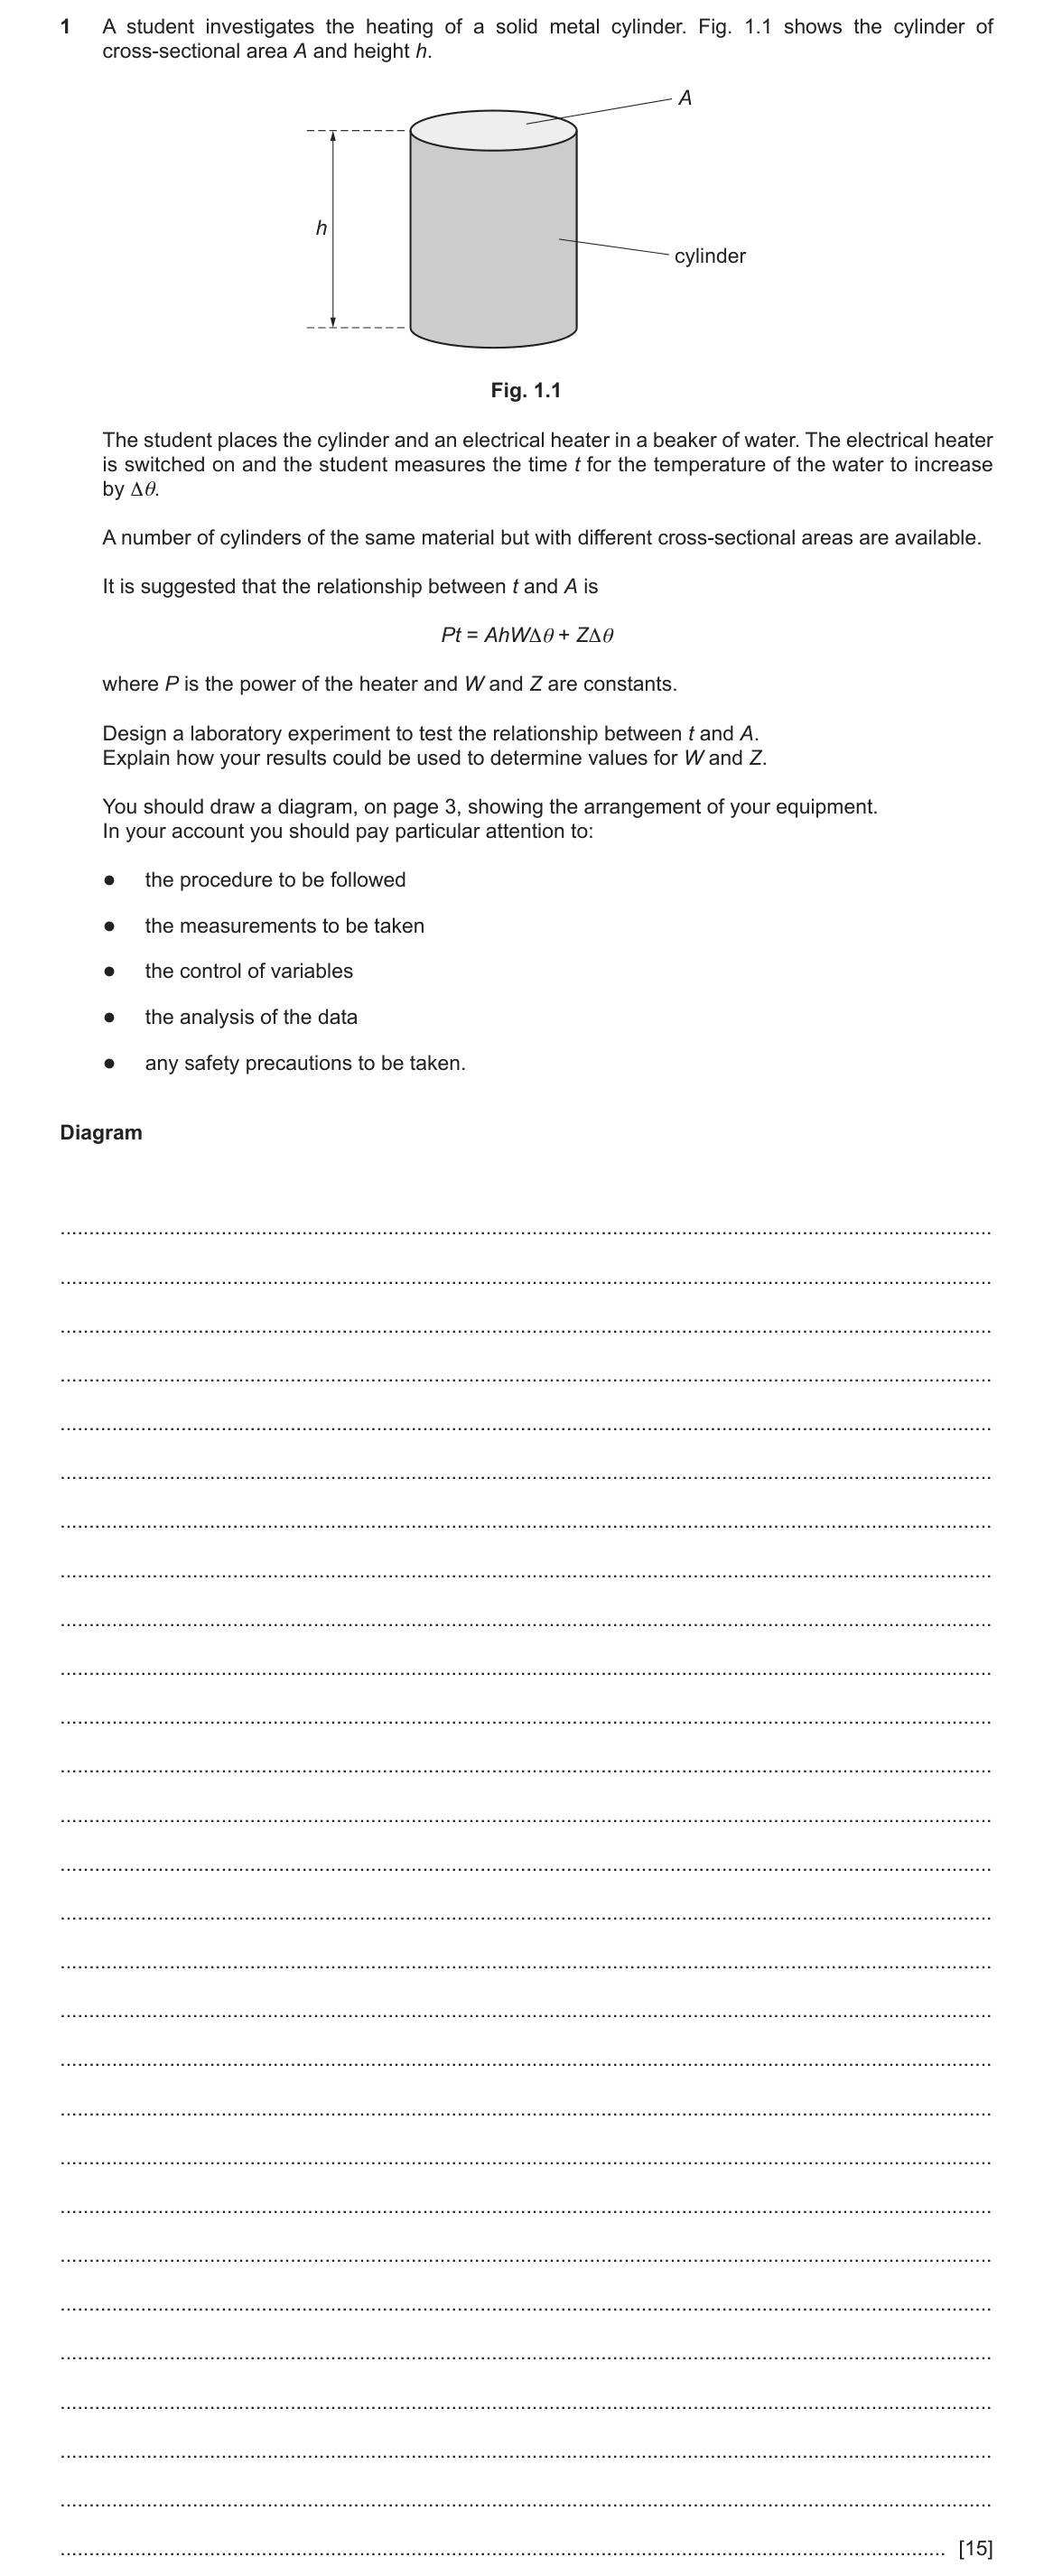 1 A student investigates the heating of a solid metal cylinder. Fig. 1.1 shows the cylinder of
cross-sectional area A and height h.
A
h
cylinder
Fig. 1.1
The student places the cylinder and an electrical heater in a beaker of water. The electrical heater
is switched on and the student measures the time t for the temperature of the water to increase
by Δθ.
A number of cylinders of the same material but with different cross-sectional areas are available.
It is suggested that the relationship between t and A is
Pt = AhWΔθ + ZΔθ
where P is the power of the heater and W and Z are constants.
Design a laboratory experiment to test the relationship between t and A.
Explain how your results could be used to determine values for W and Z.
You should draw a diagram, on page 3, showing the arrangement of your equipment.
In your account you should pay particular attention to:
● the procedure to be followed
● the measurements to be taken
● the control of variables
● the analysis of the data
● any safety precautions to be taken.
Diagram
[15]